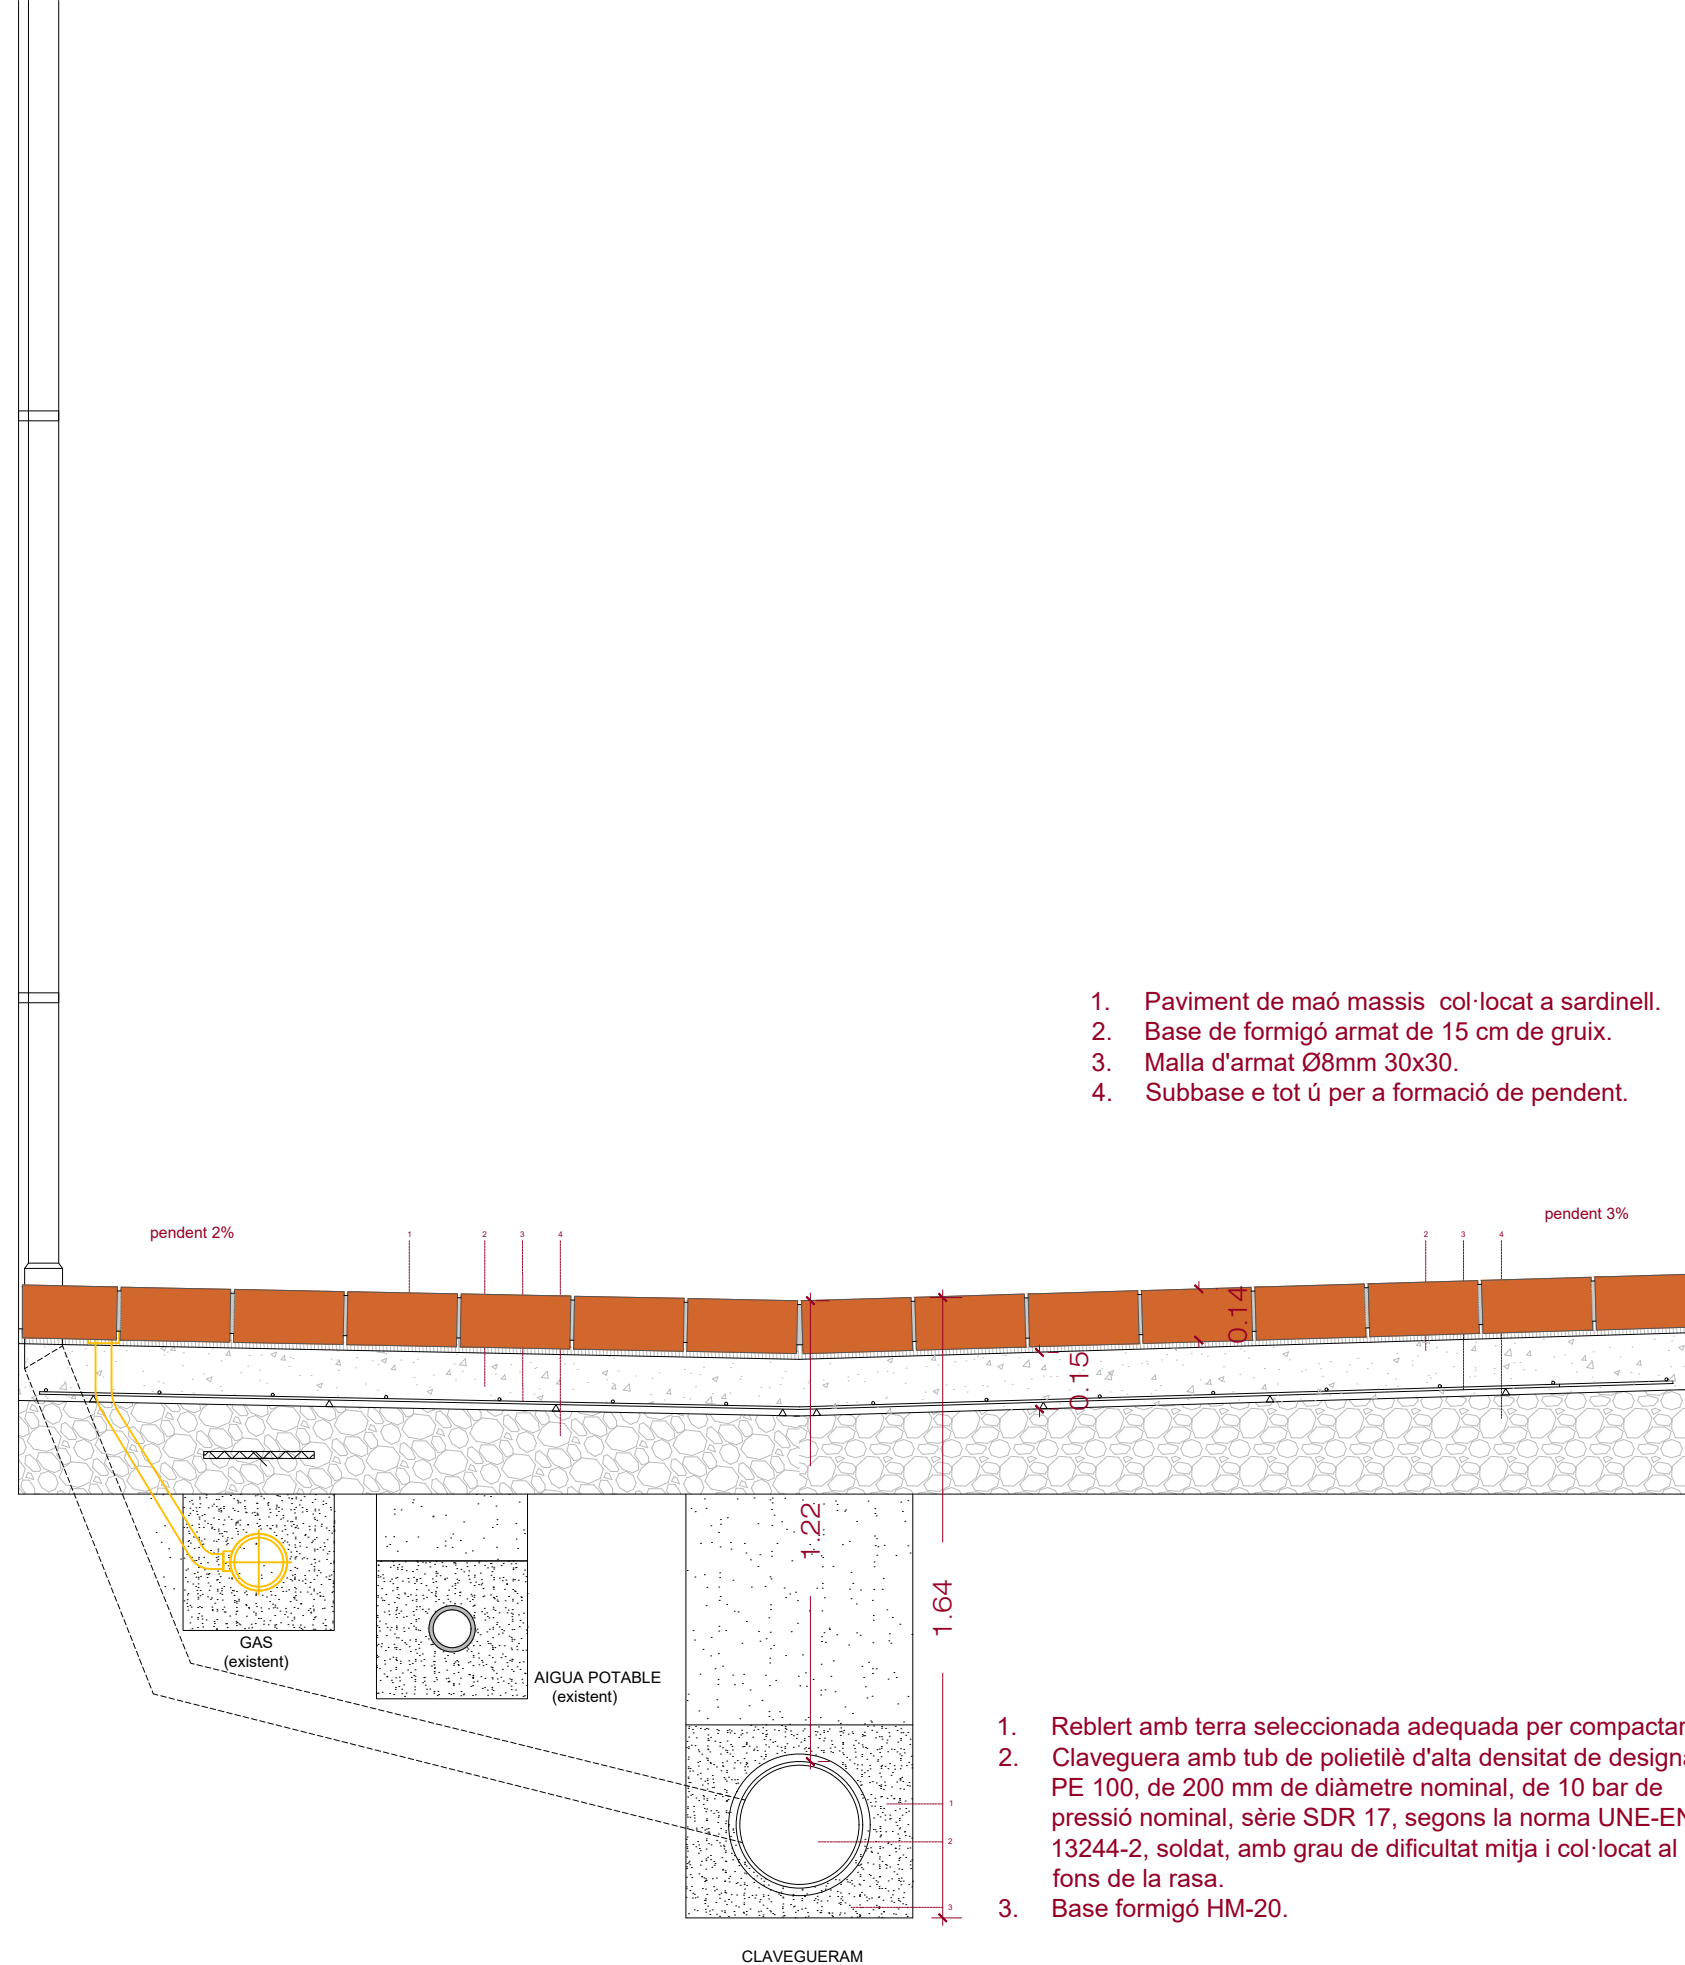 1. Paviment de maó massis col·locat a sardinell.
2. Base de formigó armat de 15 cm de gruix.
3. Malla d'armat Ø8mm 30x30.
4. Subbase e tot ú per a formació de pendent.
pendent 3%
pendent 2%
1 2 3 4
2 3 4
0.14
0.15
1.22
1.64
GAS
(existent)
AIGUA POTABLE
(existent)
1. Reblert amb terra seleccionada adequada per compactar
2. Claveguera amb tub de polietilè d'alta densitat de designa
PE 100, de 200 mm de diàmetre nominal, de 10 bar de
pressió nominal, sèrie SDR 17, segons la norma UNE-EN
13244-2, soldat, amb grau de dificultat mitja i col·locat al
fons de la rasa.
3. Base formigó HM-20.
1
2
3
CLAVEGUERAM